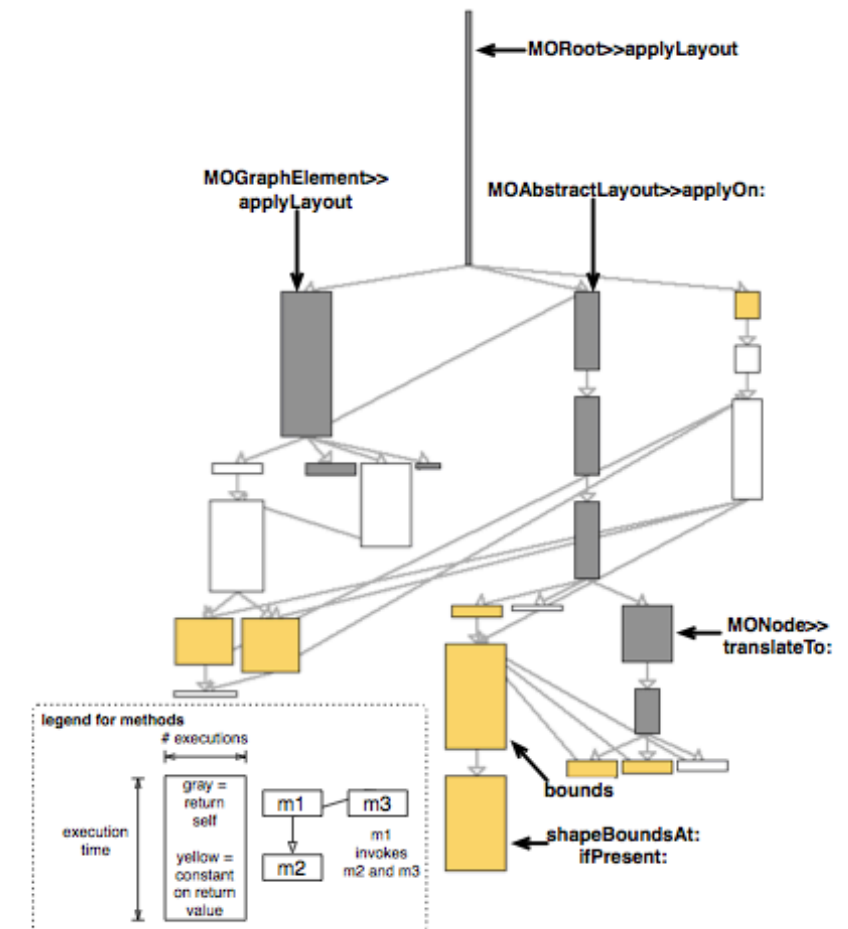 MORoot>>applyLayout
MOGraphElement>>
applyLayout
MOAbstractLayout>>applyOn:
MONode>>
translateTo:
bounds
shapeBoundsAt:
ifPresent:
legend for methods
# executions
execution
time
gray =
return
self
yellow =
constant
on return
value
m1
m3
m2
m1
invokes
m2 and m3